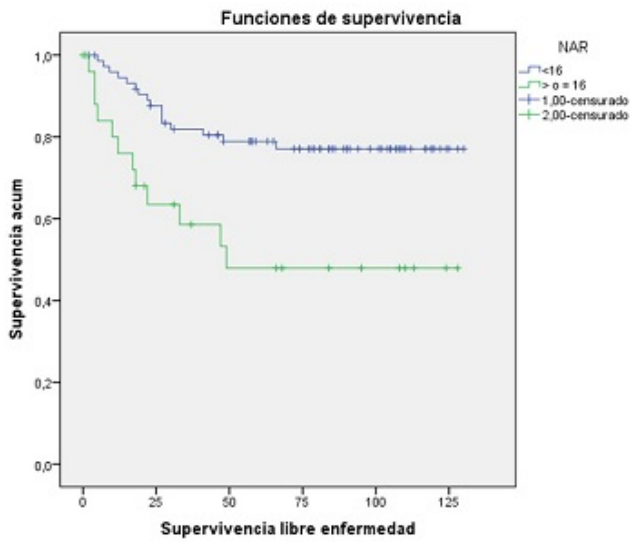 Funciones de supervivencia
NAR
<16
> o = 16
1,00-censurado
2,00-censurado
Supervivencia acum
1,0
0,8
0,6
0,4
0,2
0,0
0 25 50 75 100 125
Supervivencia libre enfermedad